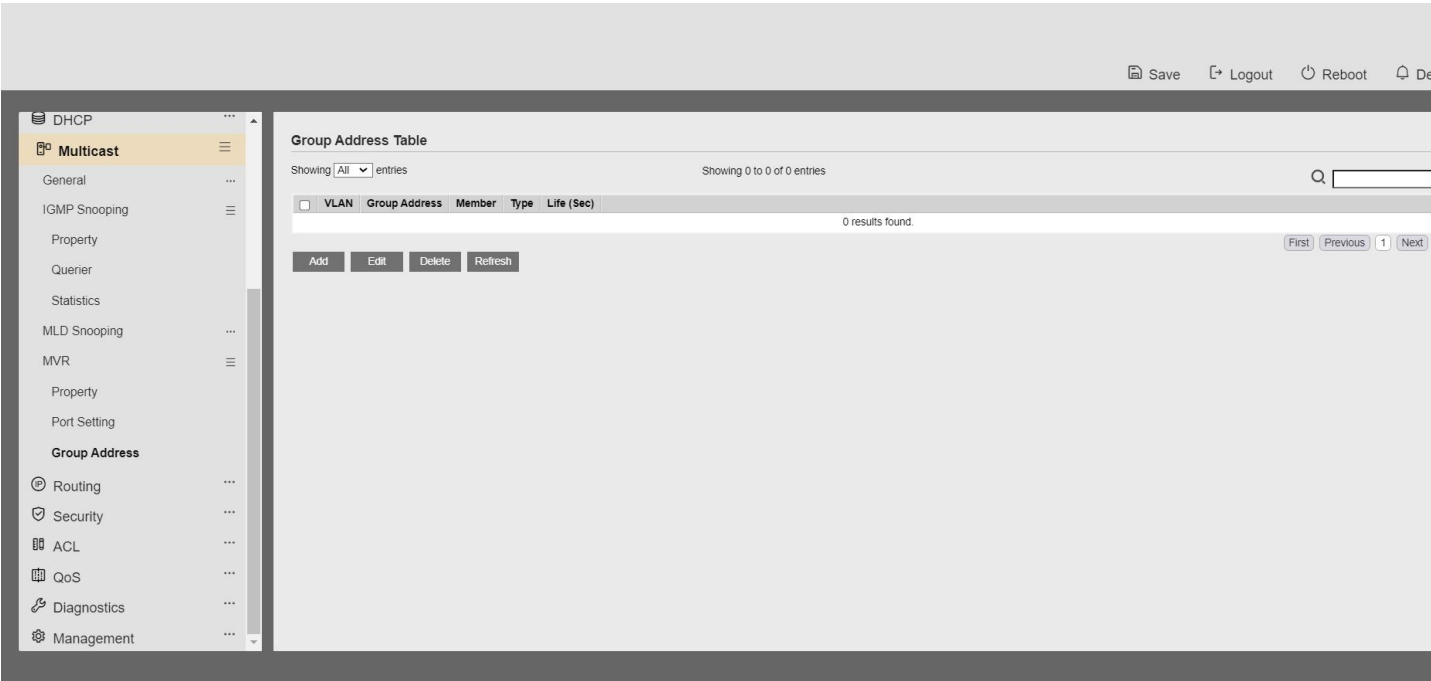 Save Logout Reboot De
DHCP ...
Multicast
General ...
IGMP Snooping
Property
Querier
Statistics
MLD Snooping ...
MVR
Property
Port Setting
Group Address
Routing ...
Security ...
ACL ...
QoS ...
Diagnostics ...
Management ...
Group Address Table
Showing All entries Showing 0 to 0 of 0 entries
VLAN Group Address Member Type Life (Sec)
0 results found.
First Previous 1 Next
Add Edit Delete Refresh